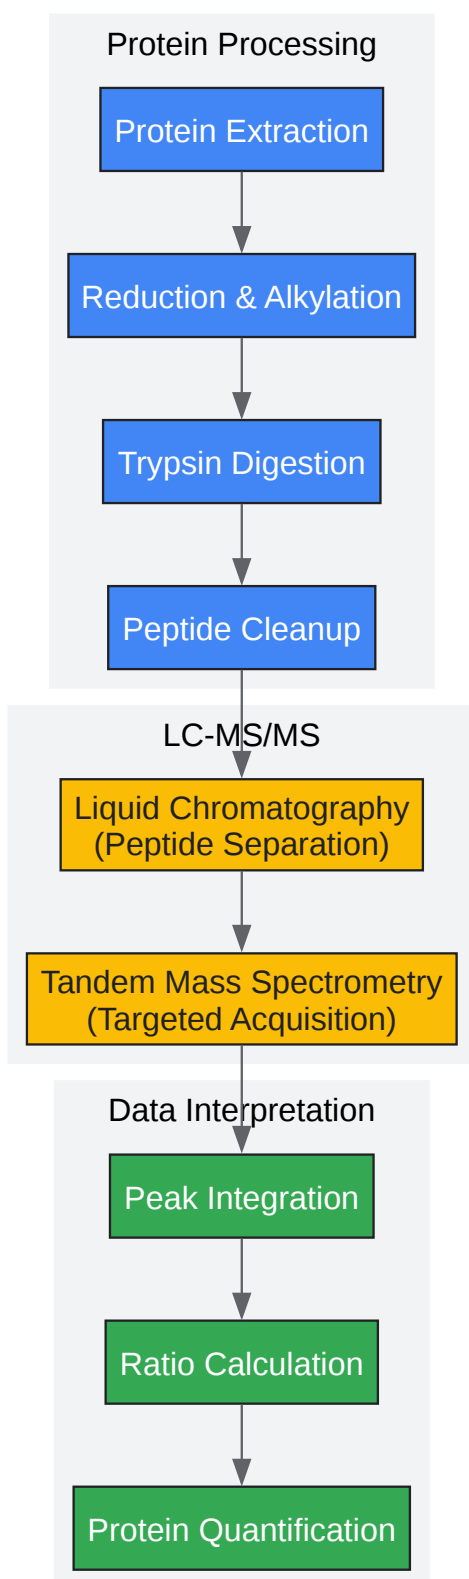 Protein Processing
Protein Extraction
Reduction & Alkylation
Trypsin Digestion
Peptide Cleanup
LC-MS/MS
Liquid Chromatography
(Peptide Separation)
Tandem Mass Spectrometry
(Targeted Acquisition)
Data Interpretation
Peak Integration
Ratio Calculation
Protein Quantification